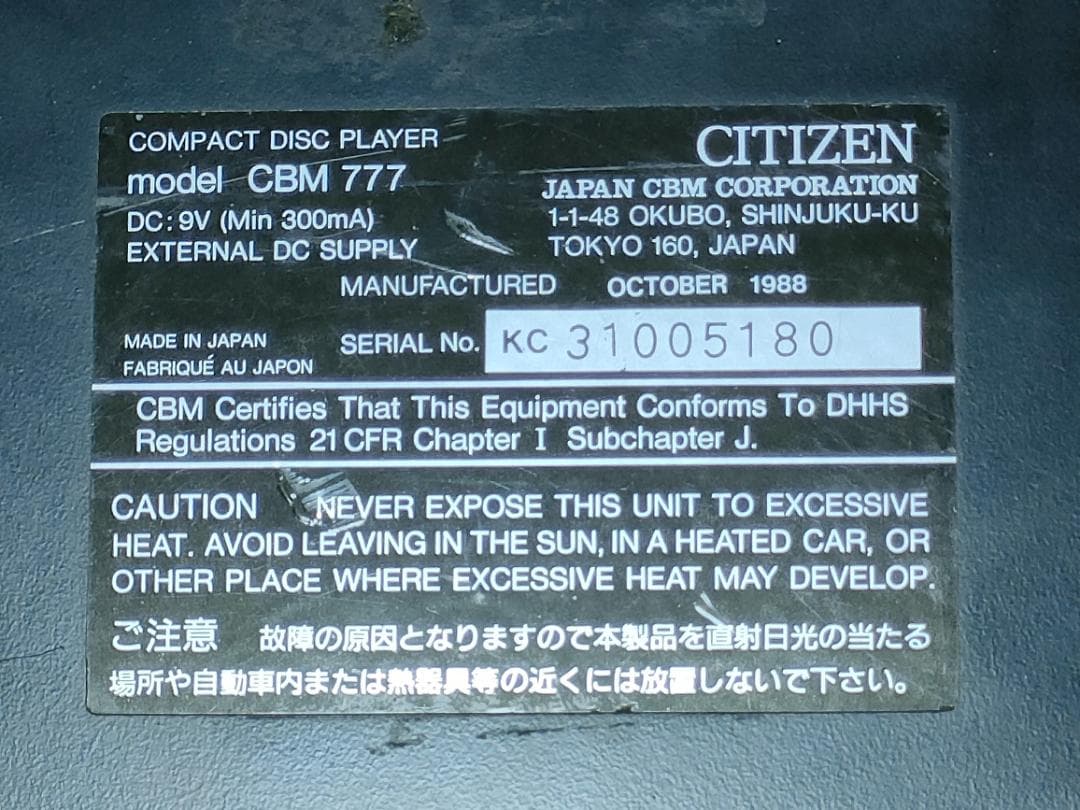 COMPACT DISC PLAYER
model CBM 777
DC: 9V (Min 300mA)
EXTERNAL DC SUPPLY
CITIZEN
JAPAN CBM CORPORATION
1-1-48 OKUBO, SHINJUKU-KU
TOKYO 160, JAPAN
MANUFACTURED OCTOBER 1988
MADE IN JAPAN
FABRIQUÉ AU JAPON
SERIAL No. KC 31005180
CBM Certifies That This Equipment Conforms To DHHS
Regulations 21 CFR Chapter I Subchapter J.
CAUTION NEVER EXPOSE THIS UNIT TO EXCESSIVE
HEAT. AVOID LEAVING IN THE SUN, IN A HEATED CAR, OR
OTHER PLACE WHERE EXCESSIVE HEAT MAY DEVELOP.
ご注意 故障の原因となりますので本製品を直射日光の当たる
場所や自動車内または熱器具等の近くには放置しないで下さい。